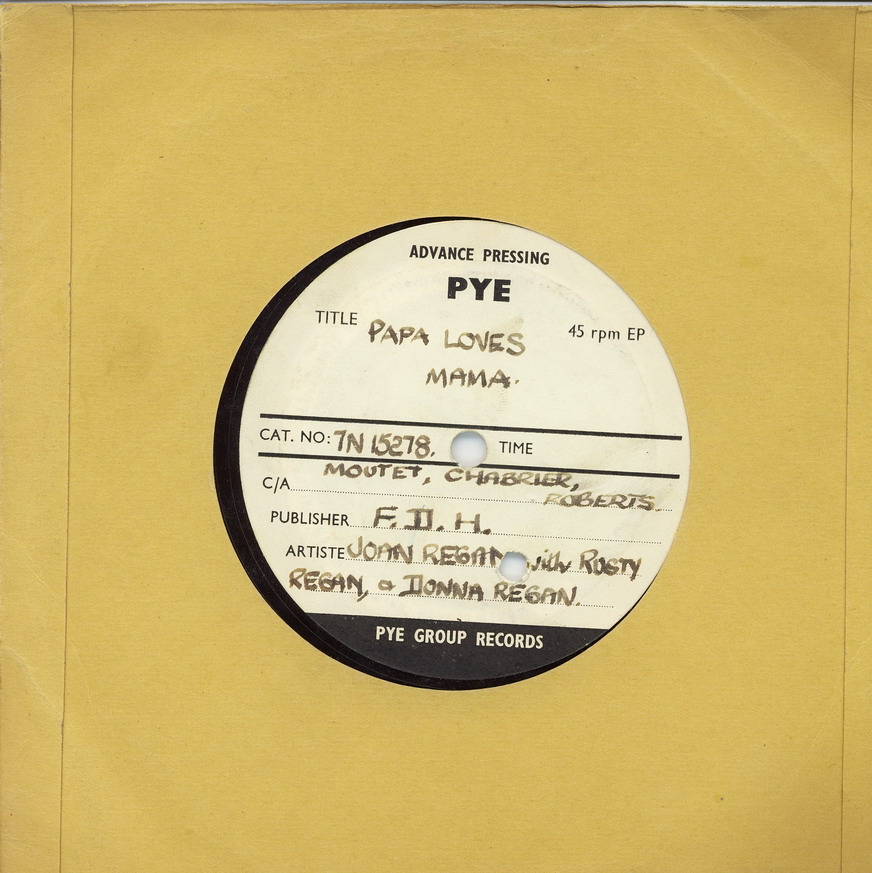 ADVANCE PRESSING
PYE
TITLE PAPA LOVES 45 rpm EP
MAMA.
CAT. NO: 7N 15278. TIME
C/A MOUTET, CHABRIER,
ROBERTS.
PUBLISHER F.D.H.
ARTISTE JOAN REGAN with RUSTY
REGAN, & DONNA REGAN.
PYE GROUP RECORDS